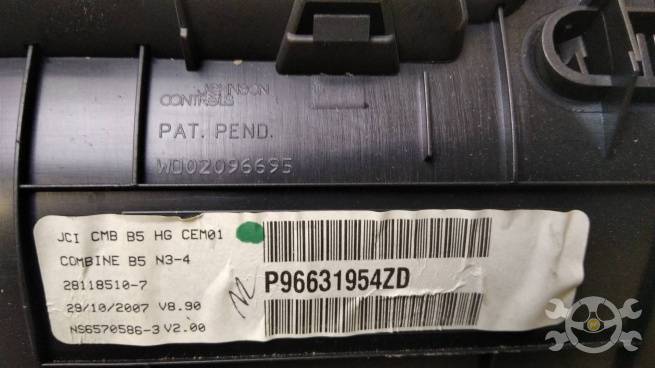 JOHNSON
CONTROLS
PAT. PEND.
WO02096695
JCI CMB B5 HG CEM01
COMBINE B5 N3-4
28118510-7
29/10/2007 V8.90
NS6570586-3 V2.00
P96631954ZD